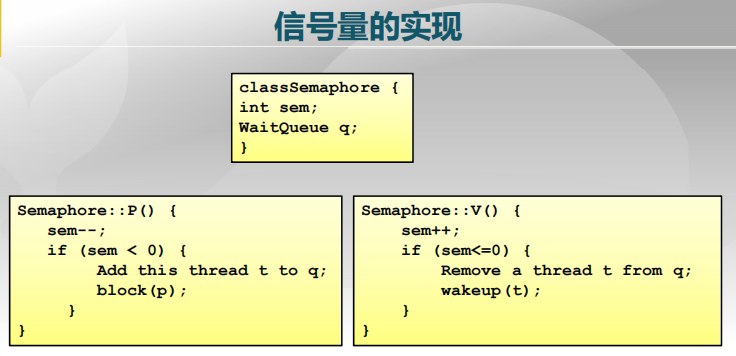 信号量的实现
classSemaphore {
int sem;
WaitQueue q;
}
Semaphore::P() {
sem--;
if (sem < 0) {
Add this thread t to q;
block(p);
}
}
Semaphore::V() {
sem++;
if (sem<=0) {
Remove a thread t from q;
wakeup(t);
}
}